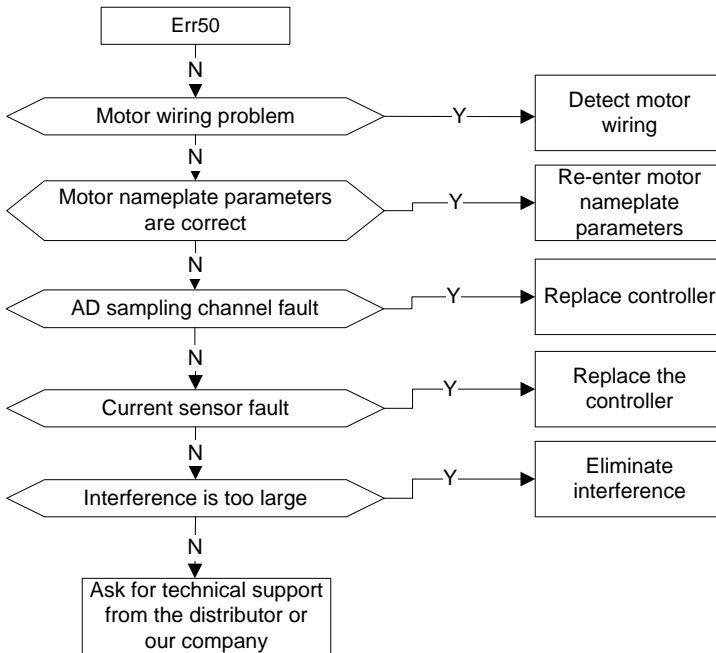 Err50
N
Motor wiring problem
Y
Detect motor
wiring
N
Motor nameplate parameters
are correct
Y
Re-enter motor
nameplate
parameters
N
AD sampling channel fault
Y
Replace controller
N
Current sensor fault
Y
Replace the
controller
N
Interference is too large
Y
Eliminate
interference
N
Ask for technical support
from the distributor or
our company